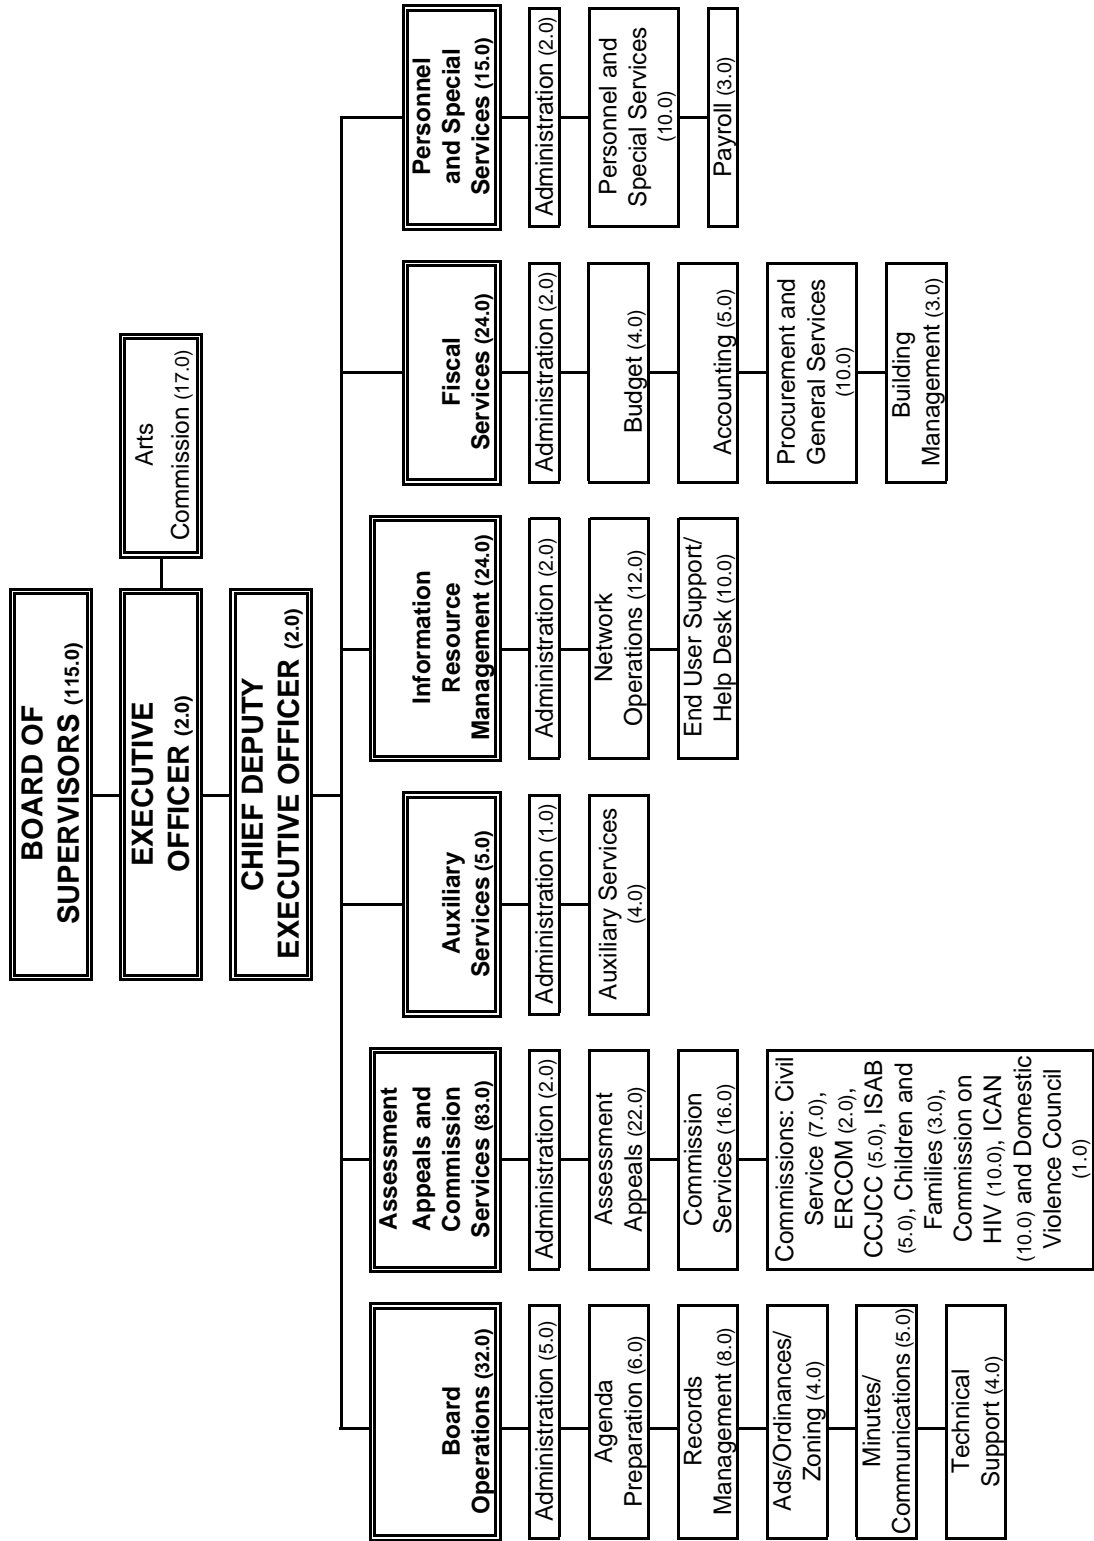 BOARD OF
SUPERVISORS (115.0)
EXECUTIVE
OFFICER (2.0)
Arts
Commission (17.0)
CHIEF DEPUTY
EXECUTIVE OFFICER (2.0)
Board
Operations (32.0)
Administration (5.0)
Agenda
Preparation (6.0)
Records
Management (8.0)
Ads/Ordinances/
Zoning (4.0)
Minutes/
Communications (5.0)
Technical
Support (4.0)
Assessment
Appeals and
Commission
Services (83.0)
Administration (2.0)
Assessment
Appeals (22.0)
Commission
Services (16.0)
Commissions: Civil
Service (7.0),
ERCOM (2.0),
CCJCC (5.0), ISAB
(5.0), Children and
Families (3.0),
Commission on
HIV (10.0), ICAN
(10.0) and Domestic
Violence Council
(1.0)
Auxiliary
Services (5.0)
Administration (1.0)
Auxiliary Services
(4.0)
Information
Resource
Management (24.0)
Administration (2.0)
Network
Operations (12.0)
End User Support/
Help Desk (10.0)
Fiscal
Services (24.0)
Administration (2.0)
Budget (4.0)
Accounting (5.0)
Procurement and
General Services
(10.0)
Building
Management (3.0)
Personnel
and Special
Services (15.0)
Administration (2.0)
Personnel and
Special Services
(10.0)
Payroll (3.0)